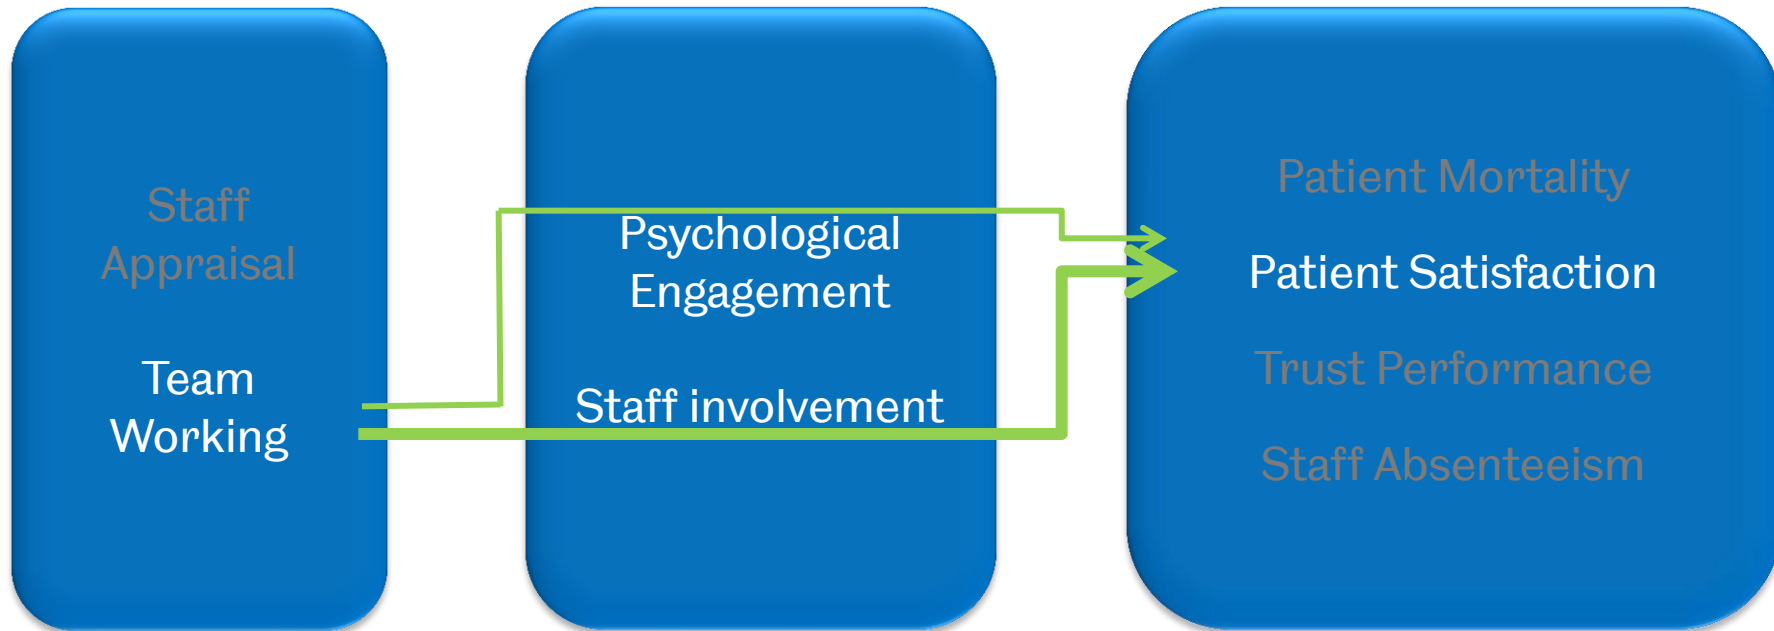 Staff
Appraisal
Team
Working
Psychological
Engagement
Staff involvement
Patient Mortality
Patient Satisfaction
Trust Performance
Staff Absenteeism